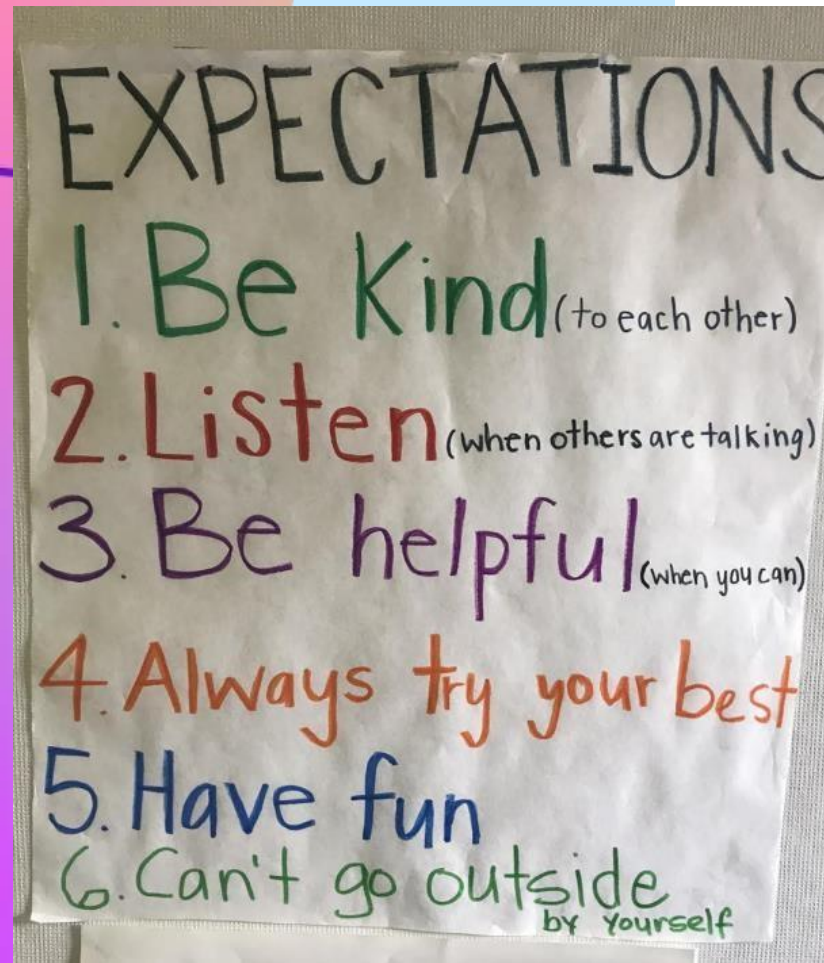 EXPECTATIONS
1. Be Kind (to each other)
2. Listen (when others are talking)
3. Be helpful (when you can)
4. Always try your best
5. Have fun
6. Can't go outside
by yourself